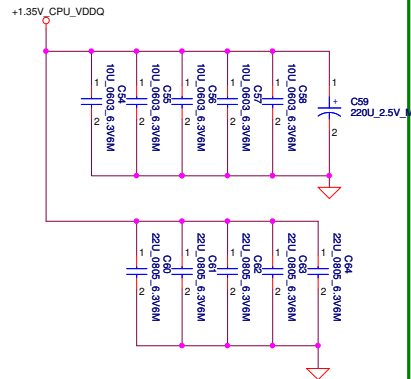 +1.35V_CPU_VDDQ
1
2
C54
10U_0603_6.3V6M
1
2
C55
10U_0603_6.3V6M
1
2
C56
10U_0603_6.3V6M
1
2
C57
10U_0603_6.3V6M
1
2
C58
10U_0603_6.3V6M
1
+
2
C59
220U_2.5V_M
1
2
C60
22U_0805_6.3V6M
1
2
C61
22U_0805_6.3V6M
1
2
C62
22U_0805_6.3V6M
1
2
C63
22U_0805_6.3V6M
1
2
C64
22U_0805_6.3V6M